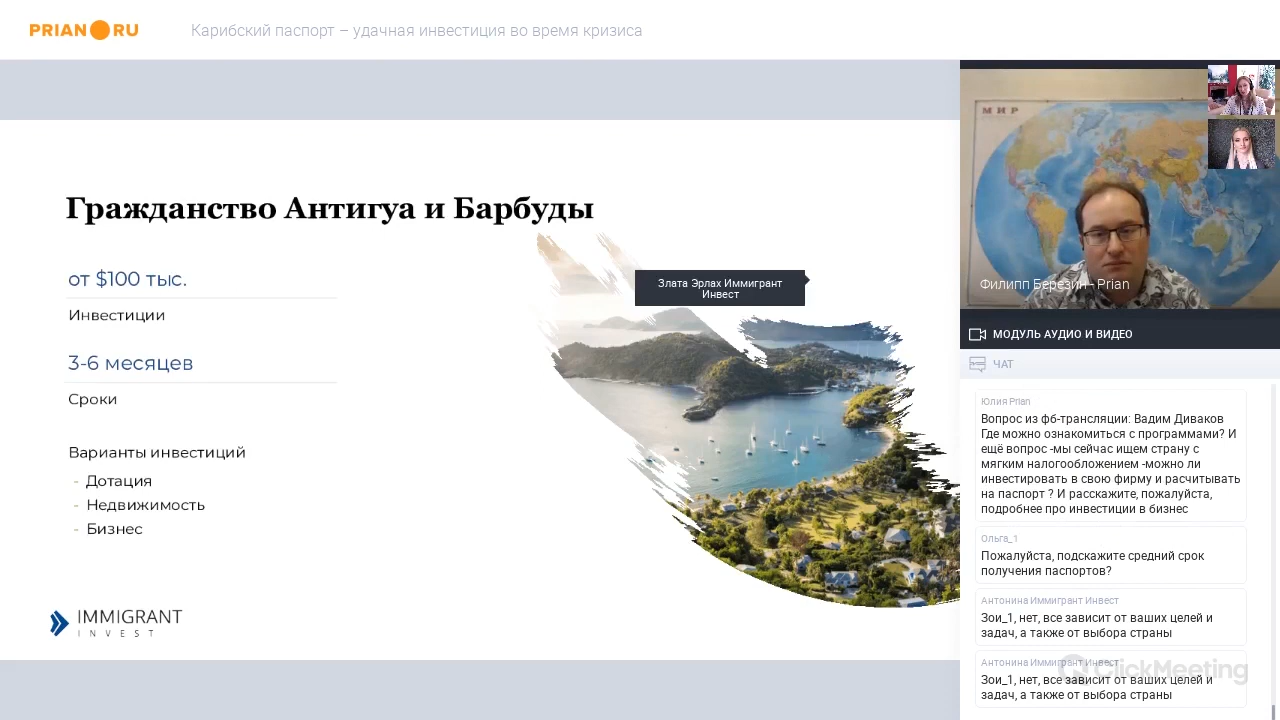 PRIAN RU
Карибский паспорт – удачная инвестиция во время кризиса
Гражданство Антигуа и Барбуды
от $100 тыс.
Инвестиции
3-6 месяцев
Сроки
Варианты инвестиций
- Дотация
- Недвижимость
- Бизнес
IMMIGRANT
INVEST
Злата Эрлах Иммигрант
Инвест
МИР
Филипп Березин - Prian
МОДУЛЬ АУДИО И ВИДЕО
ЧАТ
Юлия Prian
Вопрос из фб-трансляции: Вадим Диваков
Где можно ознакомиться с программами? И
ещё вопрос -мы сейчас ищем страну с
мягким налогообложением -можно ли
инвестировать в свою фирму и расчитывать
на паспорт ? И расскажите, пожалуйста,
подробнее про инвестиции в бизнес
Ольга_1
Пожалуйста, подскажите средний срок
получения паспортов?
Антонина Иммигрант Инвест
Зои_1, нет, все зависит от ваших целей и
задач, а также от выбора страны
Антонина Иммигрант Инвест
Зои_1, нет, все зависит от ваших целей и
задач, а также от выбора страны
ClickMeeting